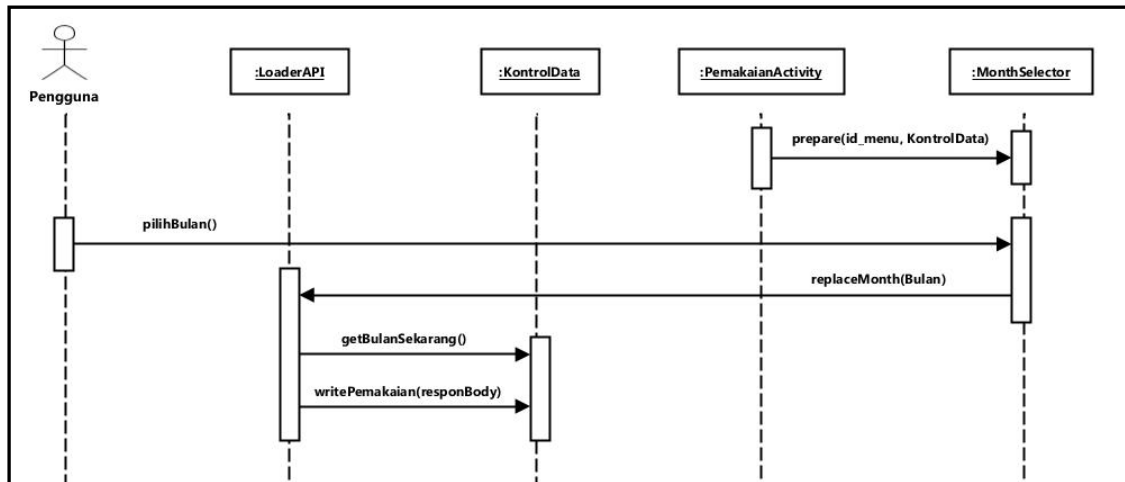 Pengguna
:LoaderAPI
:KontrolData
:PemakaianActivity
:MonthSelector
prepare(id_menu, KontrolData)
pilihBulan()
replaceMonth(Bulan)
getBulanSekarang()
writePemakaian(responBody)